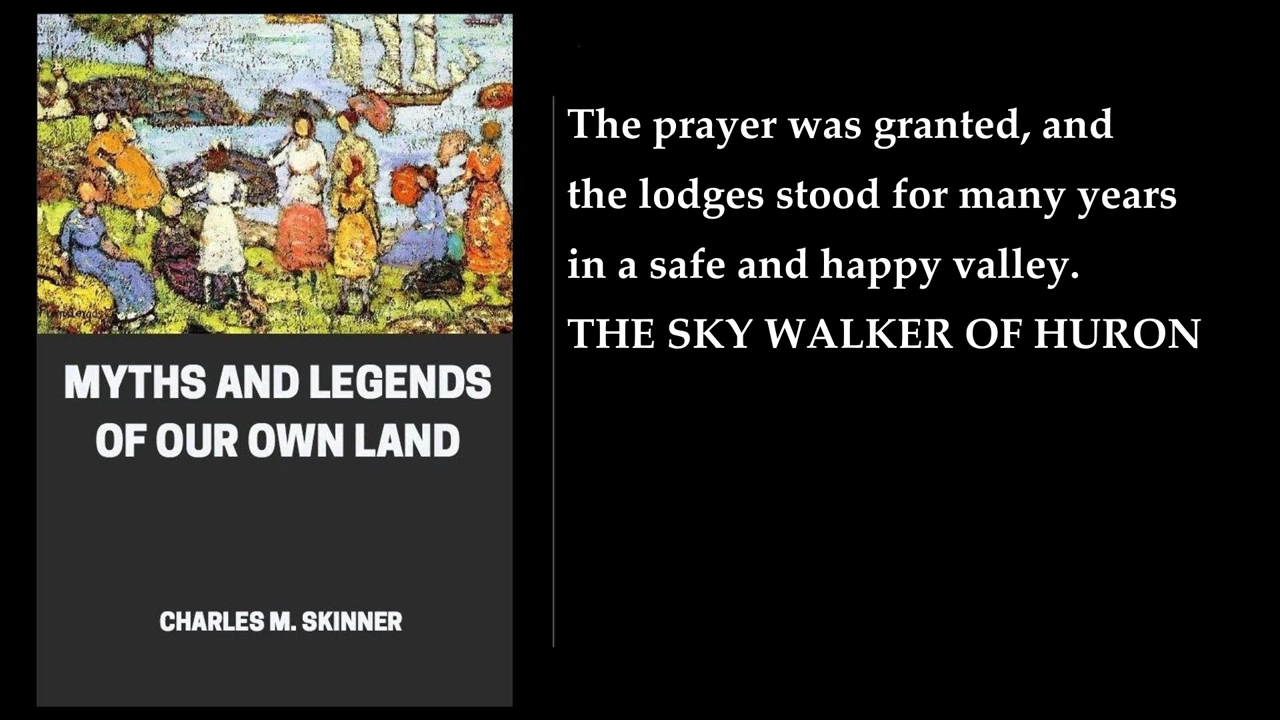 MYTHS AND LEGENDS
OF OUR OWN LAND
CHARLES M. SKINNER
The prayer was granted, and
the lodges stood for many years
in a safe and happy valley.
THE SKY WALKER OF HURON